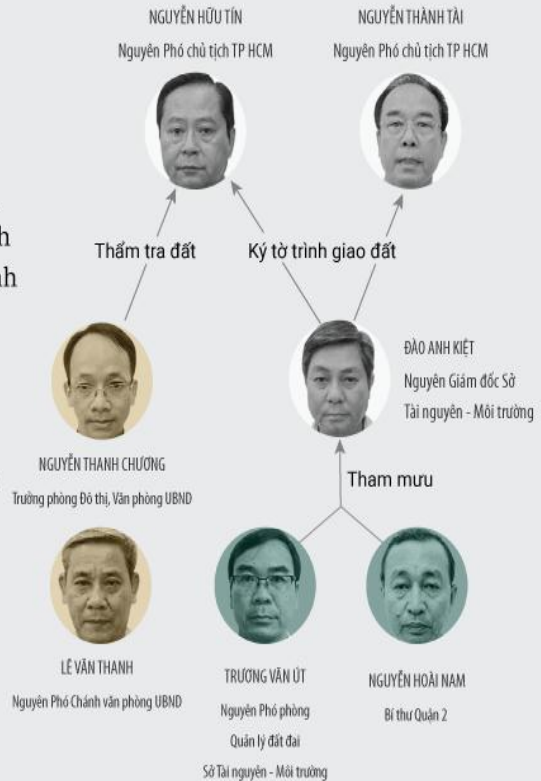 NGUYỄN HỮU TÍN
Nguyên Phó chủ tịch TP HCM
NGUYỄN THÀNH TÀI
Nguyên Phó chủ tịch TP HCM
h
nh
Thẩm tra đất
Ký tờ trình giao đất
ĐÀO ANH KIỆT
Nguyên Giám đốc Sở
Tài nguyên - Môi trường
NGUYỄN THANH CHƯƠNG
Trưởng phòng Đô thị, Văn phòng UBND
Tham mưu
LÊ VĂN THANH
Nguyên Phó Chánh văn phòng UBND
TRƯƠNG VĂN ÚT
Nguyên Phó phòng
Quản lý đất đai
Sở Tài nguyên - Môi trường
NGUYỄN HOÀI NAM
Bí thư Quận 2